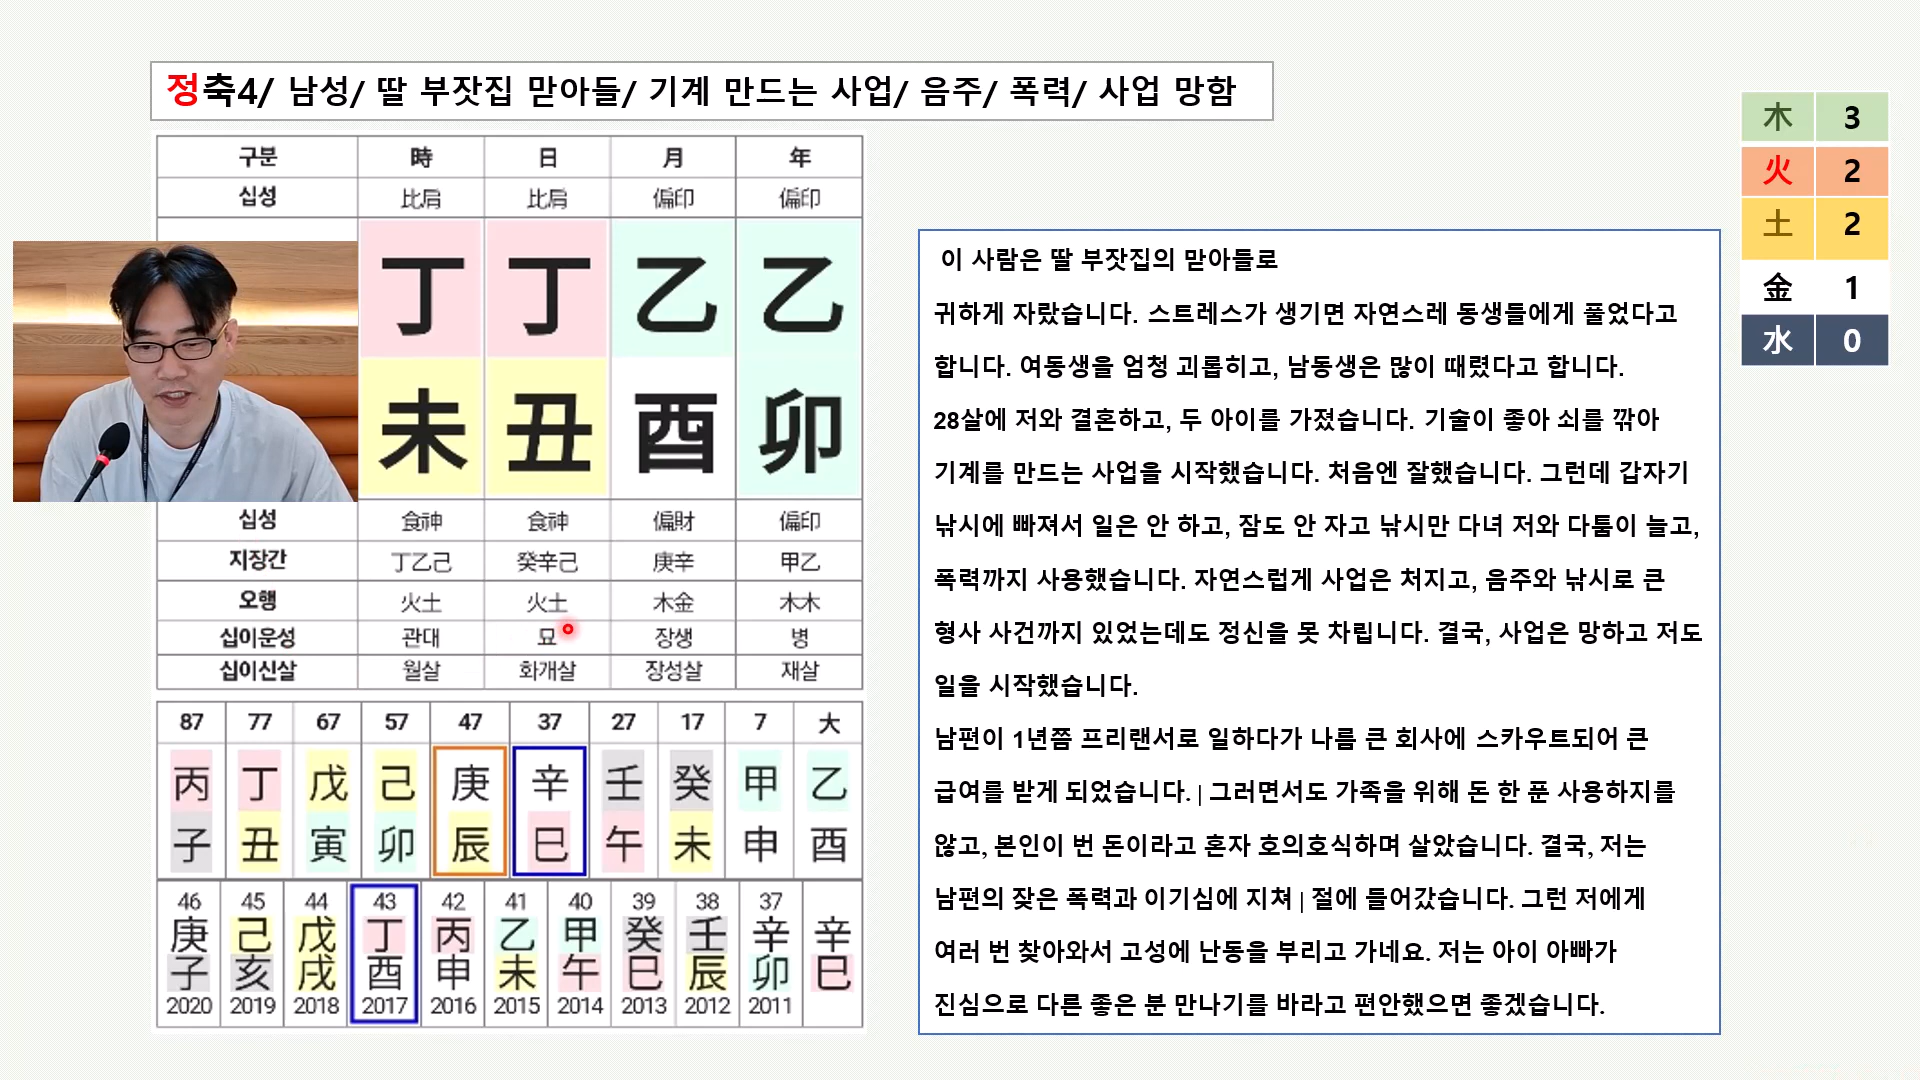 정축4/ 남성/ 딸 부잣집 맏아들/ 기계 만드는 사업/ 음주/ 폭력/ 사업 망함
구분 時 日 月 年
십성 比肩 比肩 偏印 偏印
丁 丁 乙 乙
未 丑 酉 卯
십성 食神 食神 偏財 偏印
지장간 丁乙己 癸辛己 庚辛 甲乙
오행 火土 火土 木金 木木
십이운성 관대 묘 장생 병
십이신살 월살 화개살 장성살 재살
87 77 67 57 47 37 27 17 7 大
丙 丁 戊 己 庚 辛 壬 癸 甲 乙
子 丑 寅 卯 辰 巳 午 未 申 酉
46 45 44 43 42 41 40 39 38 37
庚 己 戊 丁 丙 乙 甲 癸 壬 辛 辛
子 亥 戌 酉 申 未 午 巳 辰 卯 巳
2020 2019 2018 2017 2016 2015 2014 2013 2012 2011
이 사람은 딸 부잣집의 맏아들로
귀하게 자랐습니다. 스트레스가 생기면 자연스레 동생들에게 풀었다고
합니다. 여동생을 엄청 괴롭히고, 남동생은 많이 때렸다고 합니다.
28살에 저와 결혼하고, 두 아이를 가졌습니다. 기술이 좋아 쇠를 깎아
기계를 만드는 사업을 시작했습니다. 처음엔 잘했습니다. 그런데 갑자기
낚시에 빠져서 일은 안 하고, 잠도 안 자고 낚시만 다녀 저와 다툼이 늘고,
폭력까지 사용했습니다. 자연스럽게 사업은 처지고, 음주와 낚시로 큰
형사 사건까지 있었는데도 정신을 못 차립니다. 결국, 사업은 망하고 저도
일을 시작했습니다.
남편이 1년쯤 프리랜서로 일하다가 나름 큰 회사에 스카우트되어 큰
급여를 받게 되었습니다. | 그러면서도 가족을 위해 돈 한 푼 사용하지를
않고, 본인이 번 돈이라고 혼자 호의호식하며 살았습니다. 결국, 저는
남편의 잦은 폭력과 이기심에 지쳐 | 절에 들어갔습니다. 그런 저에게
여러 번 찾아와서 고성에 난동을 부리고 가네요. 저는 아이 아빠가
진심으로 다른 좋은 분 만나기를 바라고 편안했으면 좋겠습니다.
木 3
火 2
土 2
金 1
水 0